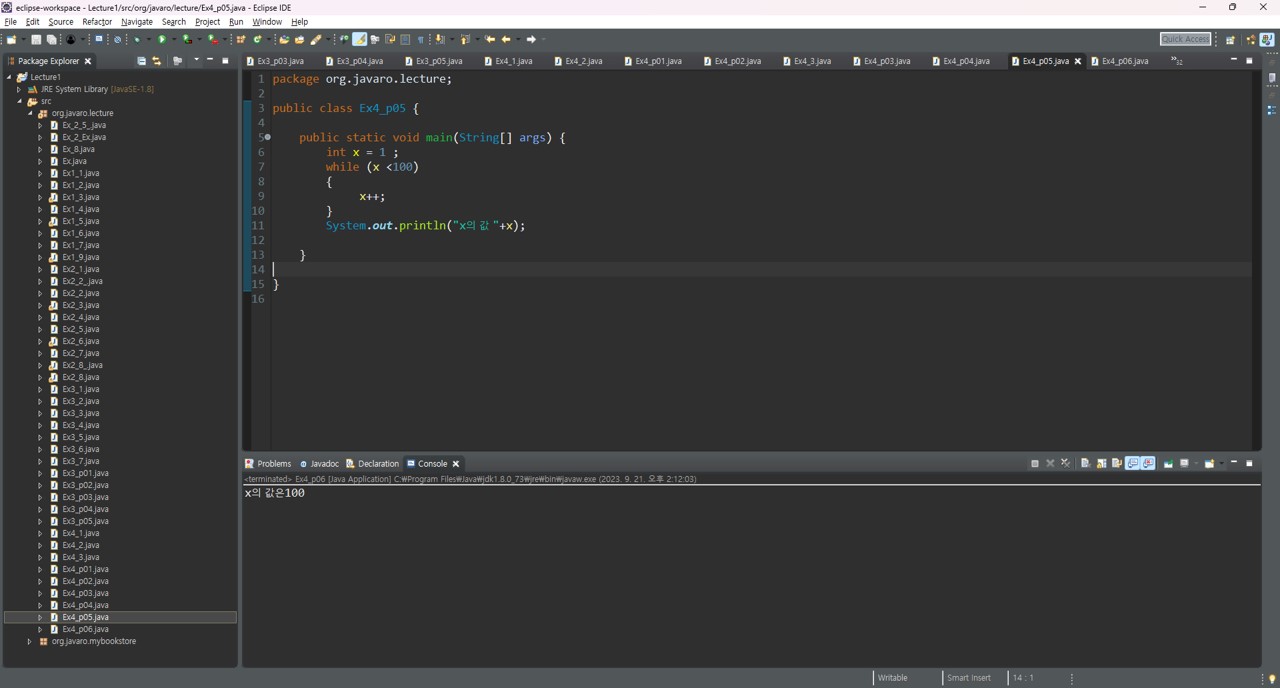 eclipse-workspace - Lecture1/src/org/javaro/lecture/Ex4_p05.java - Eclipse IDE
File Edit Source Refactor Navigate Search Project Run Window Help
Quick Access
Package Explorer
Ex3_p03.java Ex3_p04.java Ex3_p05.java Ex4_1.java Ex4_2.java Ex4_p01.java Ex4_p02.java Ex4_3.java Ex4_p03.java Ex4_p04.java Ex4_p05.java Ex4_p06.java »32
Lecture1
JRE System Library [JavaSE-1.8]
src
org.javaro.lecture
Ex_2_5_.java
Ex_2_Ex.java
Ex_8.java
Ex.java
Ex1_1.java
Ex1_2.java
Ex1_3.java
Ex1_4.java
Ex1_5.java
Ex1_6.java
Ex1_7.java
Ex1_9.java
Ex2_1.java
Ex2_2_.java
Ex2_2.java
Ex2_3.java
Ex2_4.java
Ex2_5.java
Ex2_6.java
Ex2_7.java
Ex2_8_.java
Ex2_8.java
Ex3_1.java
Ex3_2.java
Ex3_3.java
Ex3_4.java
Ex3_5.java
Ex3_6.java
Ex3_7.java
Ex3_p01.java
Ex3_p02.java
Ex3_p03.java
Ex3_p04.java
Ex3_p05.java
Ex4_1.java
Ex4_2.java
Ex4_3.java
Ex4_p01.java
Ex4_p02.java
Ex4_p03.java
Ex4_p04.java
Ex4_p05.java
Ex4_p06.java
org.javaro.mybookstore
1 package org.javaro.lecture;
2
3 public class Ex4_p05 {
4
5 public static void main(String[] args) {
6 int x = 1 ;
7 while (x <100)
8 {
9 x++;
10 }
11 System.out.println("x의 값 "+x);
12
13 }
14
15 }
16
Problems Javadoc Declaration Console
<terminated> Ex4_p06 [Java Application] C:₩Program Files₩Java₩jdk1.8.0_73₩jre₩bin₩javaw.exe (2023. 9. 21. 오후 2:12:03)
x의 값은100
Writable Smart Insert 14 : 1